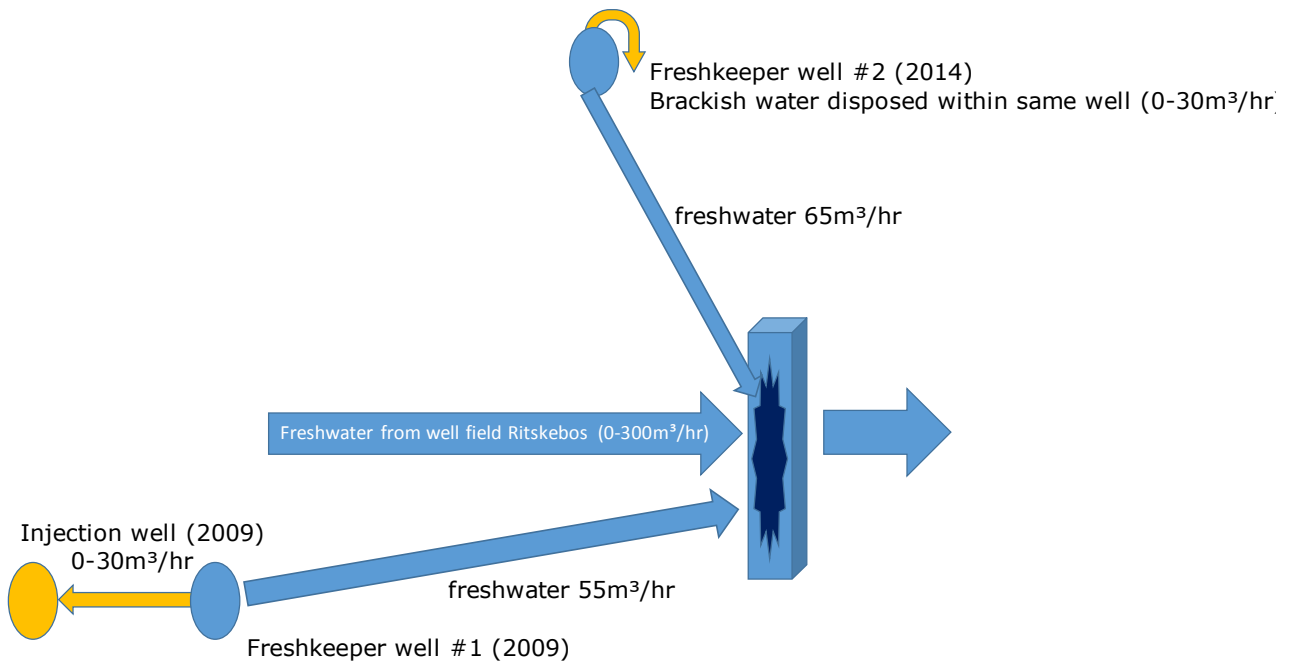 Freshkeeper well #2 (2014)
Brackish water disposed within same well (0-30m³/hr)
freshwater 65m³/hr
Freshwater from well field Ritskebos (0-300m³/hr)
Injection well (2009)
0-30m³/hr
freshwater 55m³/hr
Freshkeeper well #1 (2009)